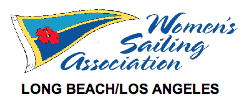 Women's
Sailing
Association
LONG BEACH/LOS ANGELES